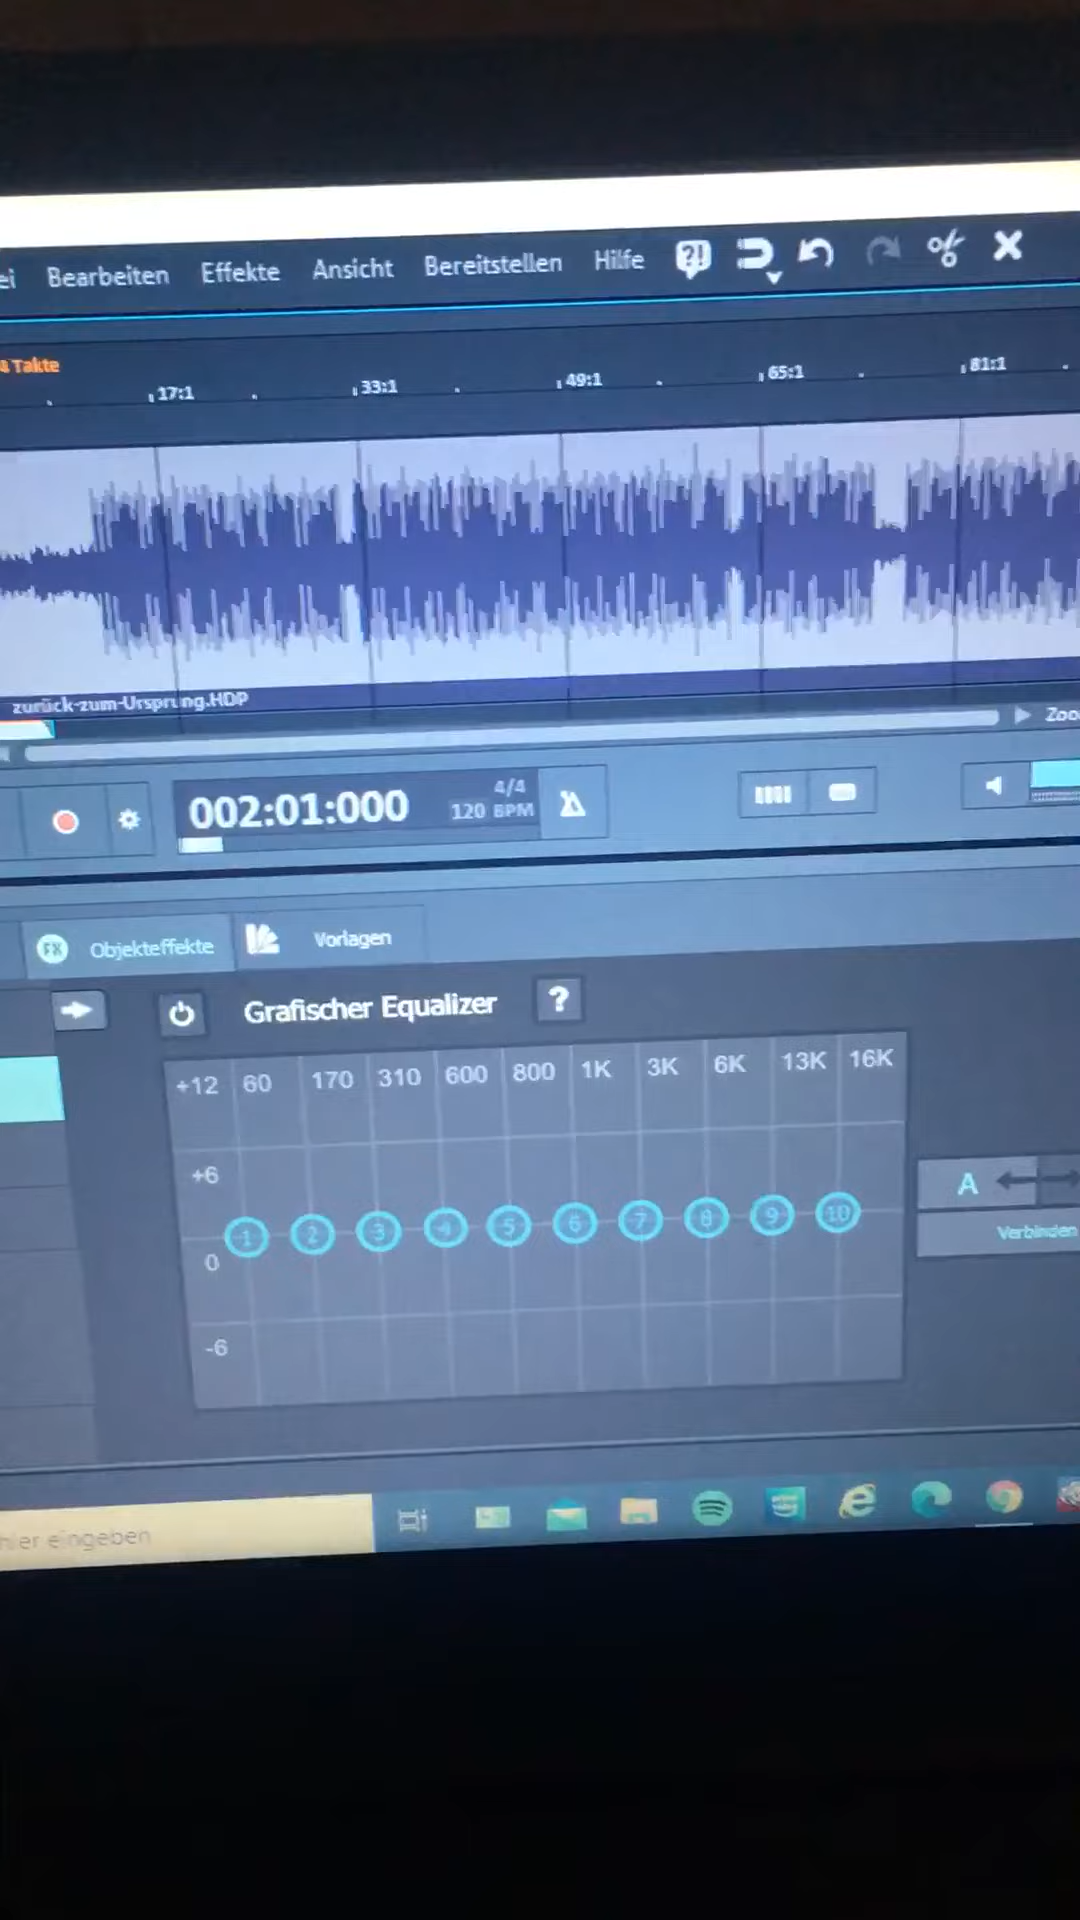 ei Bearbeiten Effekte Ansicht Bereitstellen Hilfe ?!
4 Takte
17:1 33:1 49:1 65:1 81:1
zurück-zum-Ursprung.HDP
Zoo
002:01:000 4/4
120 BPM
FX Objekteffekte Vorlagen
Grafischer Equalizer ?
+12 60 170 310 600 800 1K 3K 6K 13K 16K
+6
A
1 2 3 4 5 6 7 8 9 10
Verbinden
0
-6
hier eingeben